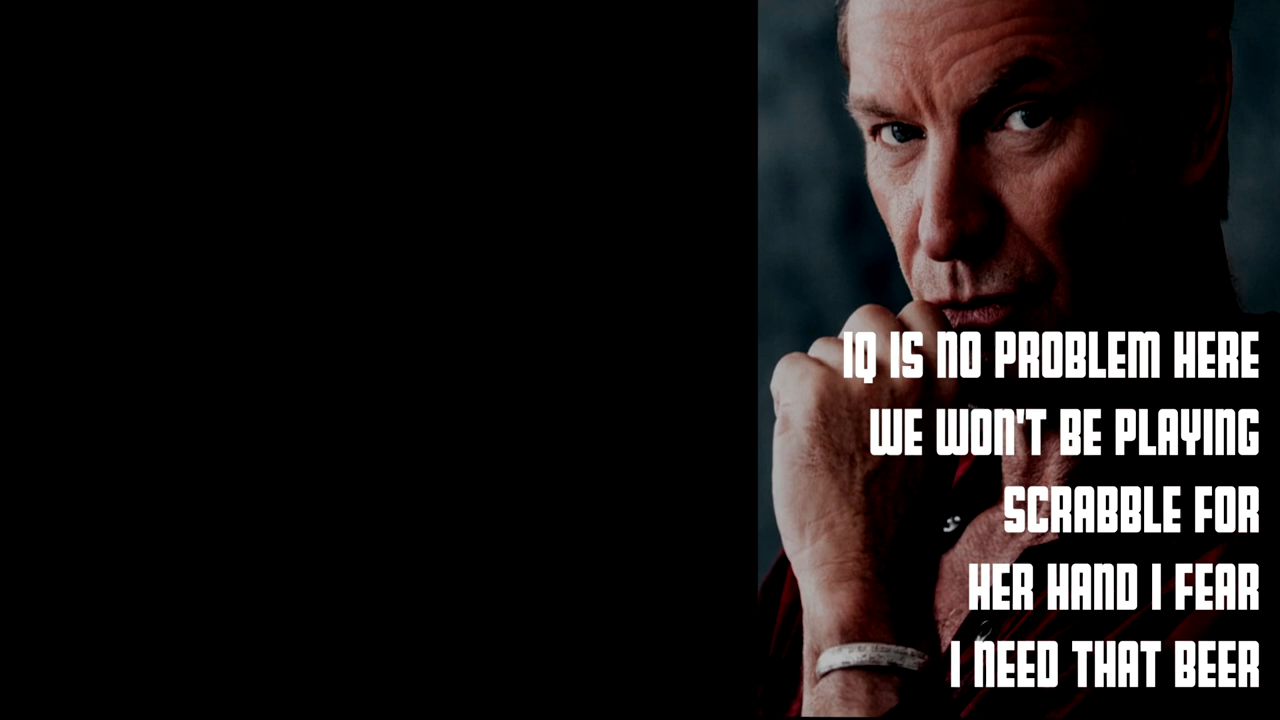 IQ IS NO PROBLEM HERE
WE WON'T BE PLAYING
SCRABBLE FOR
HER HAND I FEAR
I NEED THAT BEER